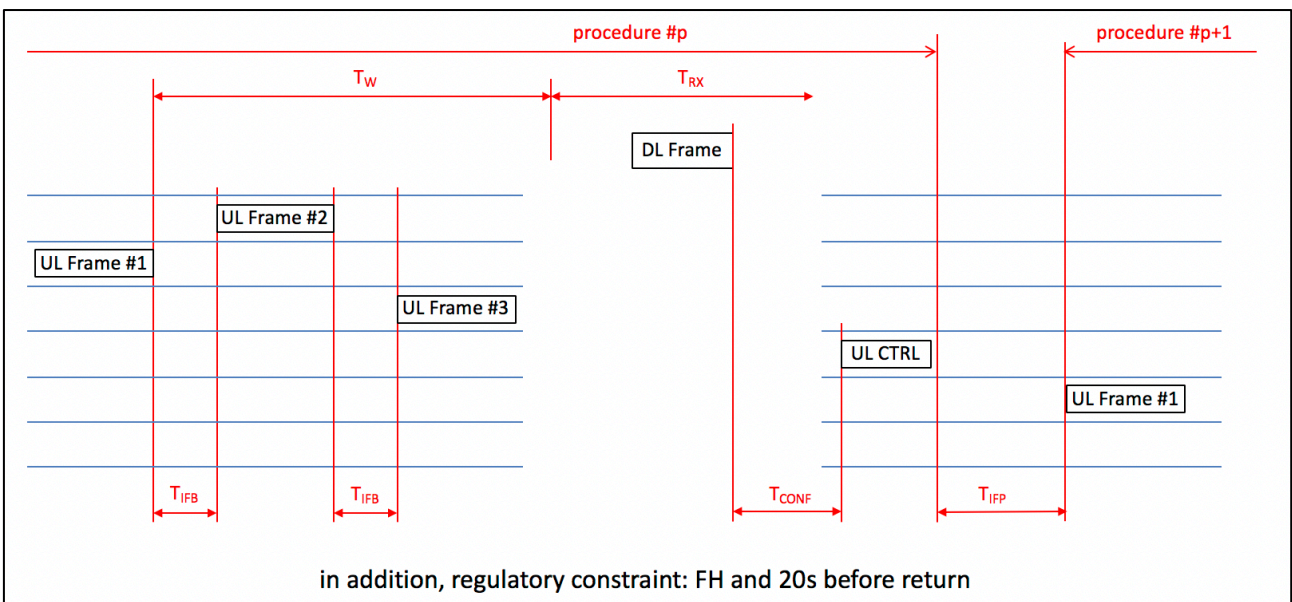 procedure #p
procedure #p+1
TW
TRX
DL Frame
UL Frame #2
UL Frame #1
UL Frame #3
UL CTRL
UL Frame #1
TIFB
TIFB
TCONF
TIFP
in addition, regulatory constraint: FH and 20s before return